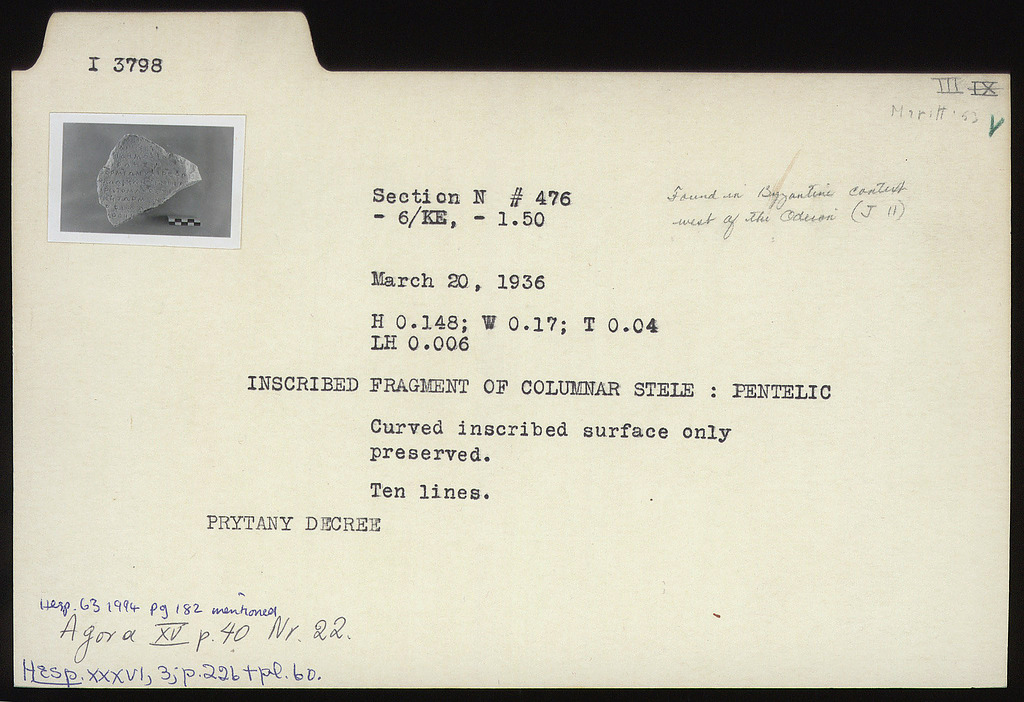 I 3798
III IX
Meritt '53
Section N # 476
- 6/KE, - 1.50
Found in Byzantine context
west of the Odeion (J 11)
March 20, 1936
H 0.148; W 0.17; T 0.04
LH 0.006
INSCRIBED FRAGMENT OF COLUMNAR STELE : PENTELIC
Curved inscribed surface only
preserved.
Ten lines.
PRYTANY DECREE
Hesp. 63 1994 pg 182 mentioned
Agora XV p. 40 Nr. 22.
Hesp. XXXVI, 3; p. 226 + pl. 60.